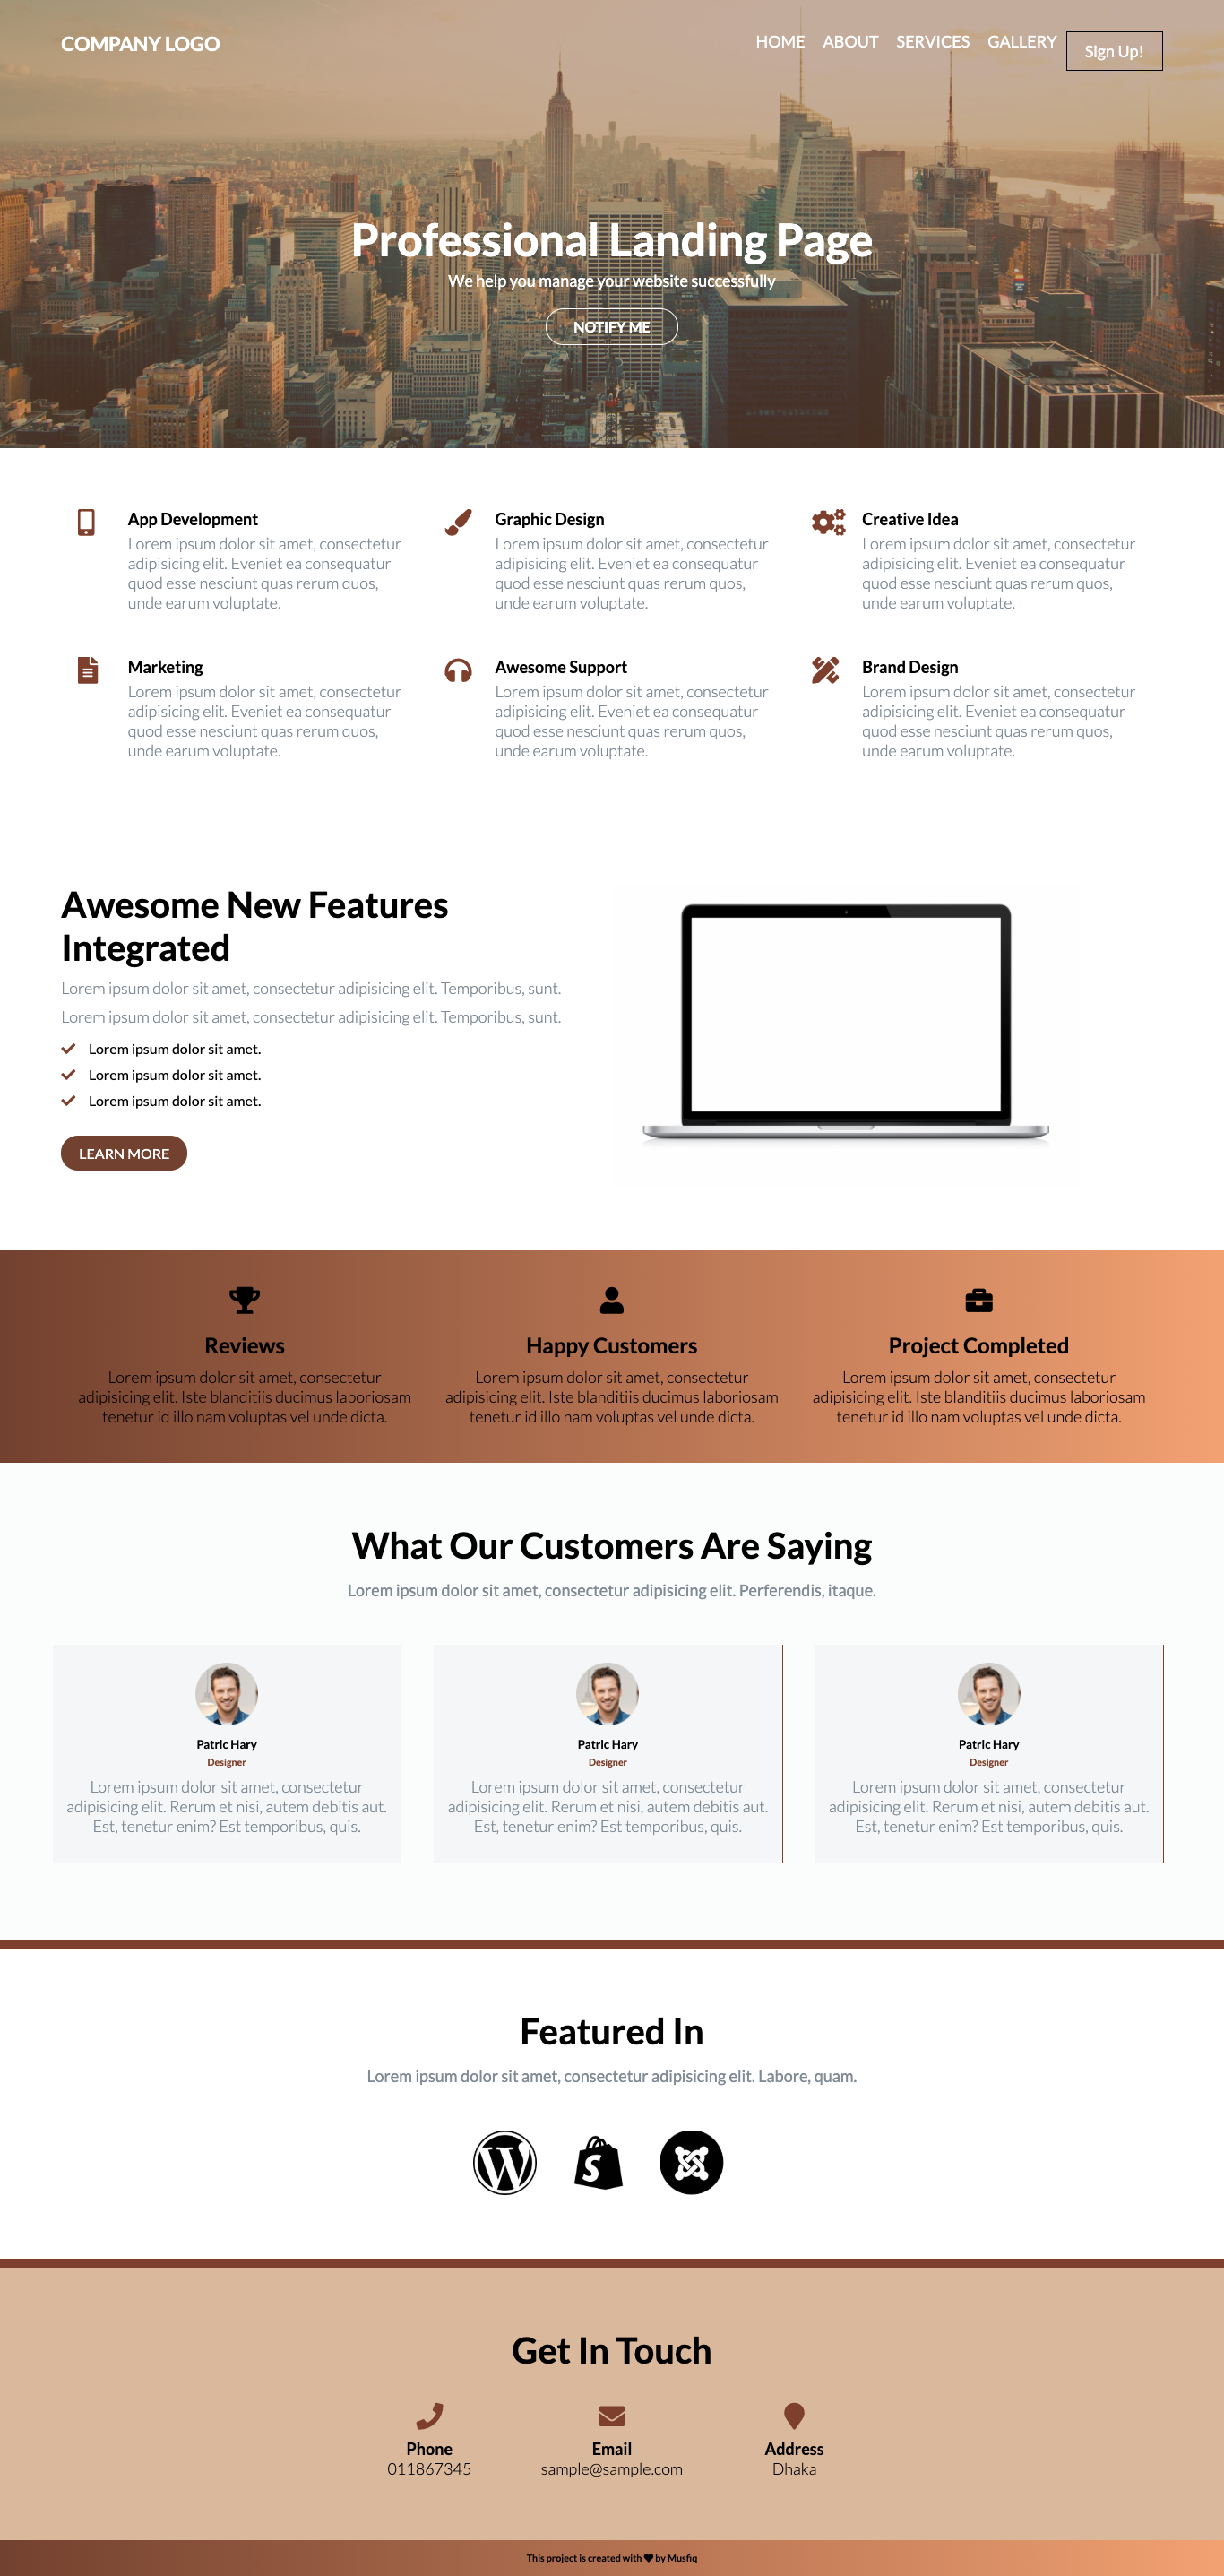 COMPANY LOGO
HOME ABOUT SERVICES GALLERY Sign Up!
Professional Landing Page
We help you manage your website successfully
NOTIFY ME
App Development
Lorem ipsum dolor sit amet, consectetur
adipisicing elit. Eveniet ea consequatur
quod esse nesciunt quas rerum quos,
unde earum voluptate.
Graphic Design
Lorem ipsum dolor sit amet, consectetur
adipisicing elit. Eveniet ea consequatur
quod esse nesciunt quas rerum quos,
unde earum voluptate.
Creative Idea
Lorem ipsum dolor sit amet, consectetur
adipisicing elit. Eveniet ea consequatur
quod esse nesciunt quas rerum quos,
unde earum voluptate.
Marketing
Lorem ipsum dolor sit amet, consectetur
adipisicing elit. Eveniet ea consequatur
quod esse nesciunt quas rerum quos,
unde earum voluptate.
Awesome Support
Lorem ipsum dolor sit amet, consectetur
adipisicing elit. Eveniet ea consequatur
quod esse nesciunt quas rerum quos,
unde earum voluptate.
Brand Design
Lorem ipsum dolor sit amet, consectetur
adipisicing elit. Eveniet ea consequatur
quod esse nesciunt quas rerum quos,
unde earum voluptate.
Awesome New Features
Integrated
Lorem ipsum dolor sit amet, consectetur adipisicing elit. Temporibus, sunt.
Lorem ipsum dolor sit amet, consectetur adipisicing elit. Temporibus, sunt.
Lorem ipsum dolor sit amet.
Lorem ipsum dolor sit amet.
Lorem ipsum dolor sit amet.
LEARN MORE
Reviews
Lorem ipsum dolor sit amet, consectetur
adipisicing elit. Iste blanditiis ducimus laboriosam
tenetur id illo nam voluptas vel unde dicta.
Happy Customers
Lorem ipsum dolor sit amet, consectetur
adipisicing elit. Iste blanditiis ducimus laboriosam
tenetur id illo nam voluptas vel unde dicta.
Project Completed
Lorem ipsum dolor sit amet, consectetur
adipisicing elit. Iste blanditiis ducimus laboriosam
tenetur id illo nam voluptas vel unde dicta.
What Our Customers Are Saying
Lorem ipsum dolor sit amet, consectetur adipisicing elit. Perferendis, itaque.
Patric Hary
Designer
Lorem ipsum dolor sit amet, consectetur
adipisicing elit. Rerum et nisi, autem debitis aut.
Est, tenetur enim? Est temporibus, quis.
Patric Hary
Designer
Lorem ipsum dolor sit amet, consectetur
adipisicing elit. Rerum et nisi, autem debitis aut.
Est, tenetur enim? Est temporibus, quis.
Patric Hary
Designer
Lorem ipsum dolor sit amet, consectetur
adipisicing elit. Rerum et nisi, autem debitis aut.
Est, tenetur enim? Est temporibus, quis.
Featured In
Lorem ipsum dolor sit amet, consectetur adipisicing elit. Labore, quam.
Get In Touch
Phone
011867345
Email
sample@sample.com
Address
Dhaka
This project is created with ♥ by Musfiq